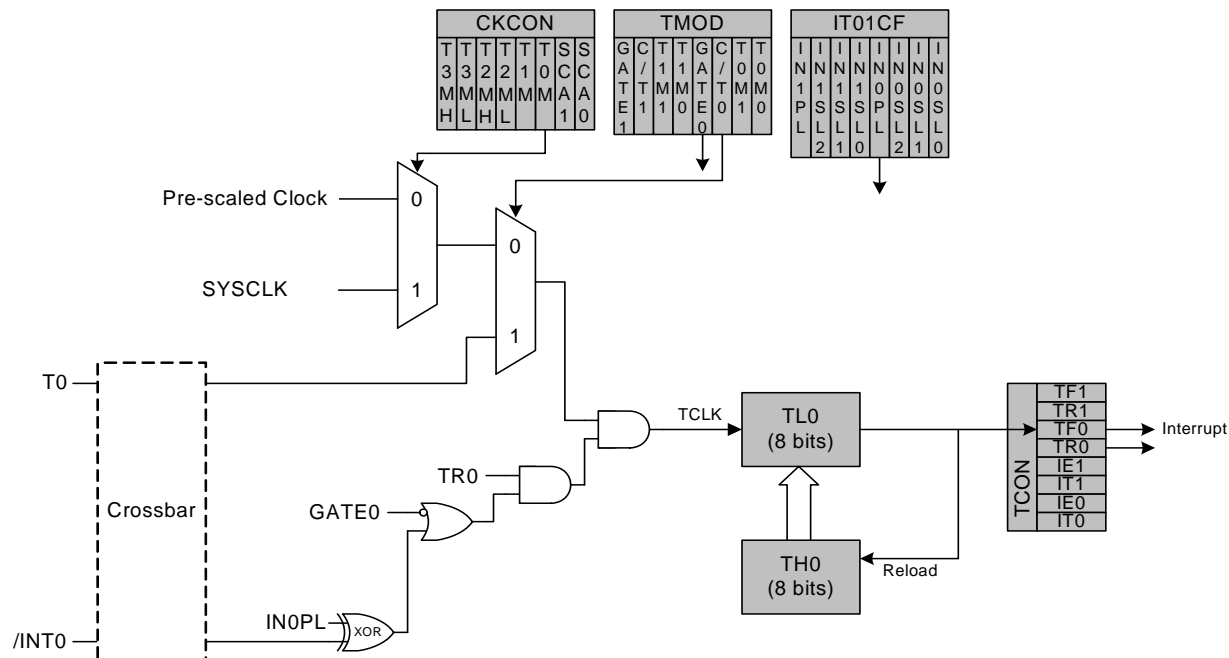 CKCON
T3MH
T3ML
T2MH
T2ML
T1M
T0M
SCA1
SCA0
TMOD
GATE1
C/T1
T1M1
T1M0
GATE0
C/T0
T0M1
T0M0
IT01CF
IN1PL
IN1SL2
IN1SL1
IN1SL0
IN0PL
IN0SL2
IN0SL1
IN0SL0
Pre-scaled Clock
0
SYSCLK
1
0
1
T0
Crossbar
/INT0
GATE0
TR0
IN0PL
XOR
TCLK
TL0
(8 bits)
TH0
(8 bits)
Reload
TCON
TF1
TR1
TF0
TR0
IE1
IT1
IE0
IT0
Interrupt